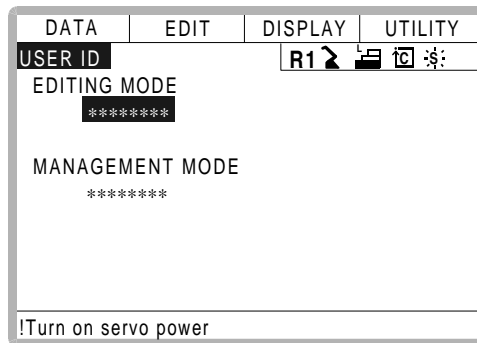 DATA EDIT DISPLAY UTILITY
USER ID R1 L C S
EDITING MODE
********
MANAGEMENT MODE
********
!Turn on servo power